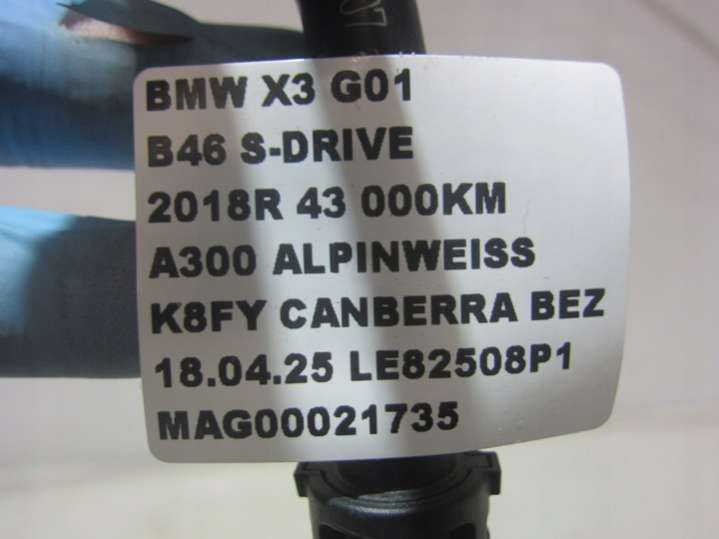 BMW X3 G01
B46 S-DRIVE
2018R 43 000KM
A300 ALPINWEISS
K8FY CANBERRA BEZ
18.04.25 LE82508P1
MAG00021735